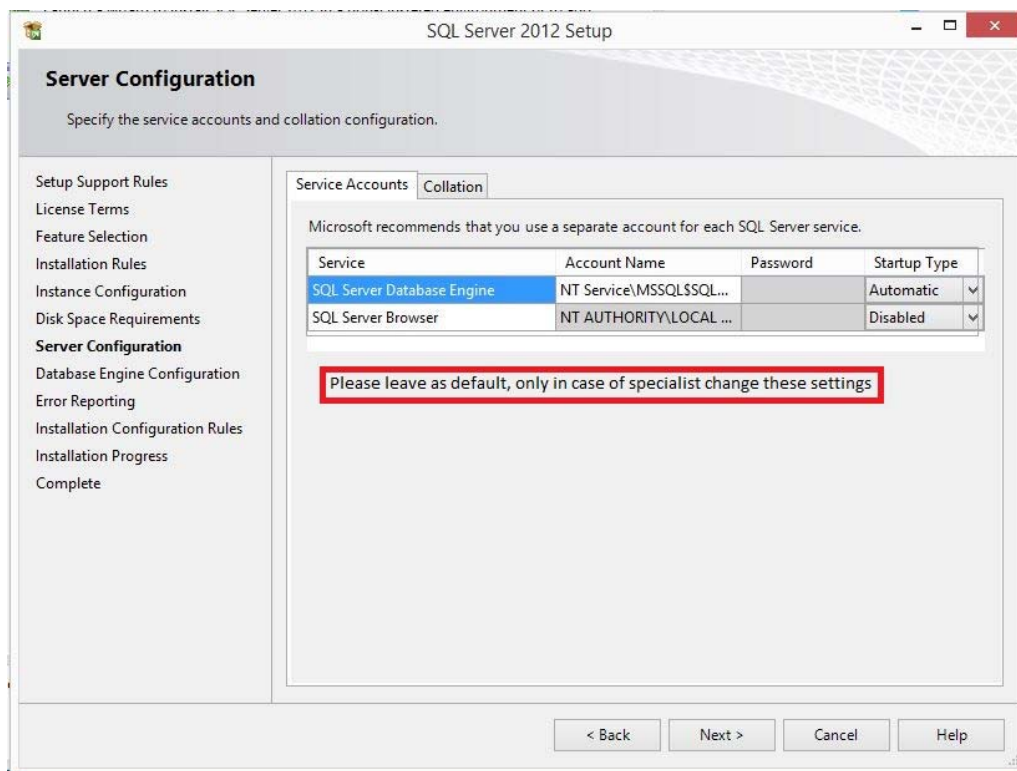 SQL Server 2012 Setup
Server Configuration
Specify the service accounts and collation configuration.
Setup Support Rules
License Terms
Feature Selection
Installation Rules
Instance Configuration
Disk Space Requirements
Server Configuration
Database Engine Configuration
Error Reporting
Installation Configuration Rules
Installation Progress
Complete
Service Accounts Collation
Microsoft recommends that you use a separate account for each SQL Server service.
Service Account Name Password Startup Type
SQL Server Database Engine NT Service\MSSQL$SQL... Automatic
SQL Server Browser NT AUTHORITY\LOCAL ... Disabled
Please leave as default, only in case of specialist change these settings
< Back Next > Cancel Help